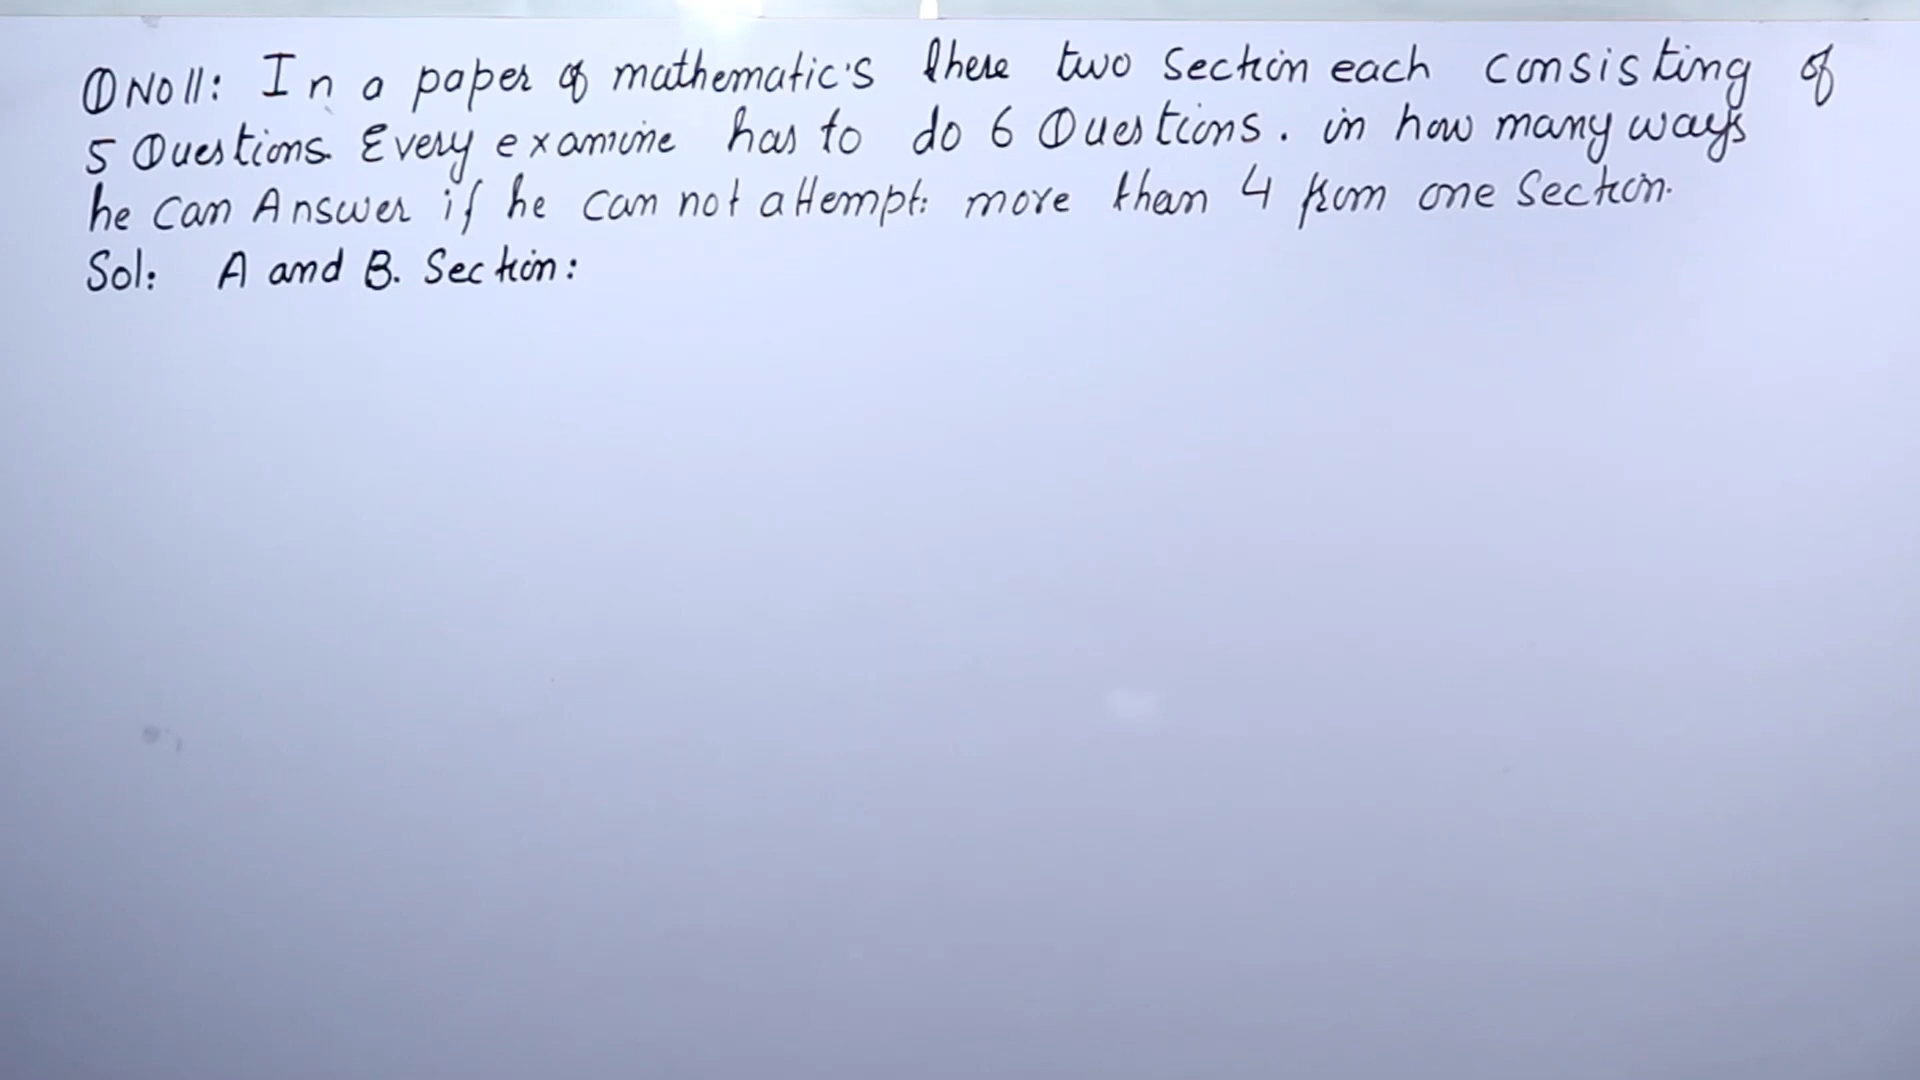 QNo11: In a paper of mathematic's there two Section each consisting of
5 Questions. Every examine has to do 6 Questions. in how many ways
he can Answer if he can not attempt: more than 4 from one Section.
Sol: A and B. Section: